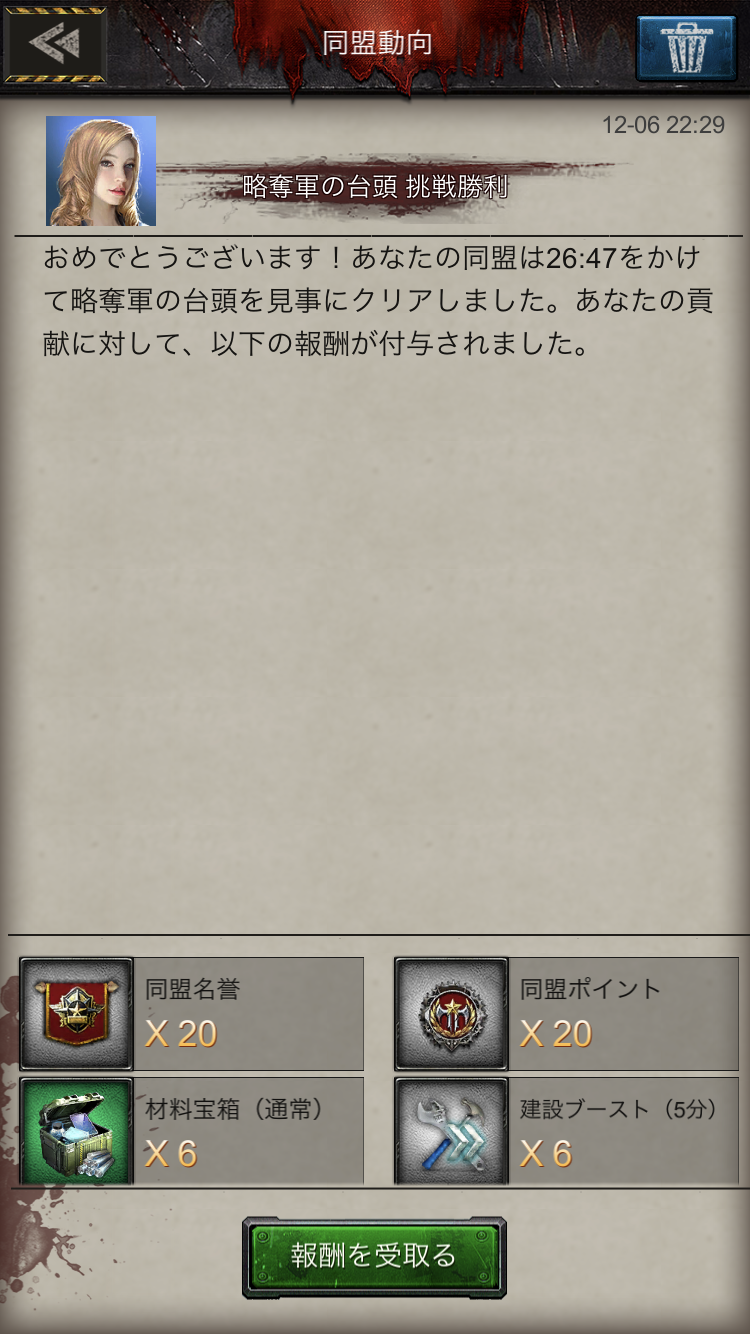 同盟動向
12-06 22:29
略奪軍の台頭 挑戦勝利
おめでとうございます！あなたの同盟は26:47をかけ
て略奪軍の台頭を見事にクリアしました。あなたの貢
献に対して、以下の報酬が付与されました。
同盟名誉
X 20
同盟ポイント
X 20
材料宝箱（通常）
X 6
建設ブースト（5分）
X 6
報酬を受取る